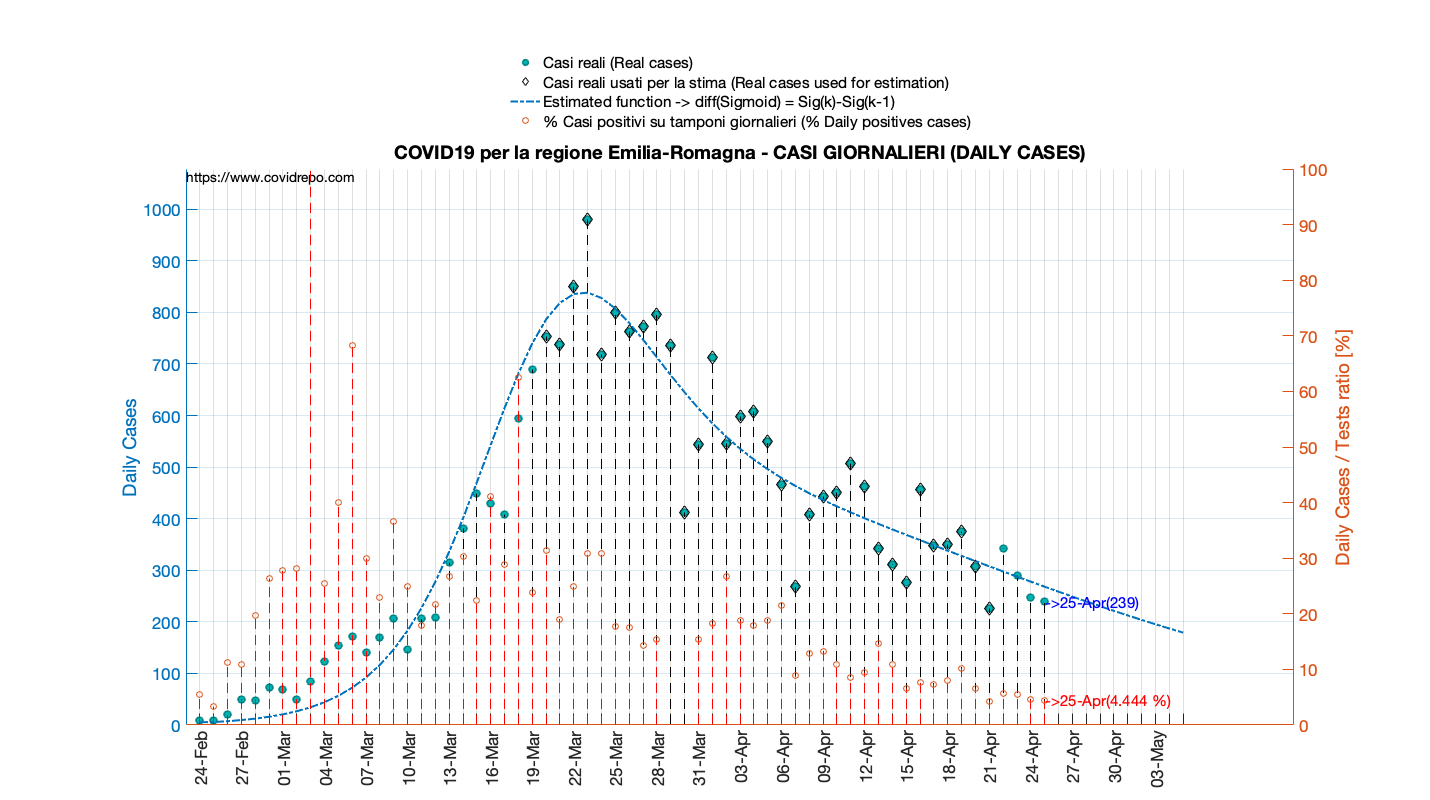 Casi reali (Real cases)
Casi reali usati per la stima (Real cases used for estimation)
Estimated function -> diff(Sigmoid) = Sig(k)-Sig(k-1)
% Casi positivi su tamponi giornalieri (% Daily positives cases)
COVID19 per la regione Emilia-Romagna - CASI GIORNALIERI (DAILY CASES)
https://www.covidrepo.com
Daily Cases
1000
900
800
700
600
500
400
300
200
100
0
100
90
80
70
60
50
40
30
20
10
0
Daily Cases / Tests ratio [%]
>25-Apr(239)
->25-Apr(4.444 %)
24-Feb
27-Feb
01-Mar
04-Mar
07-Mar
10-Mar
13-Mar
16-Mar
19-Mar
22-Mar
25-Mar
28-Mar
31-Mar
03-Apr
06-Apr
09-Apr
12-Apr
15-Apr
18-Apr
21-Apr
24-Apr
27-Apr
30-Apr
03-May